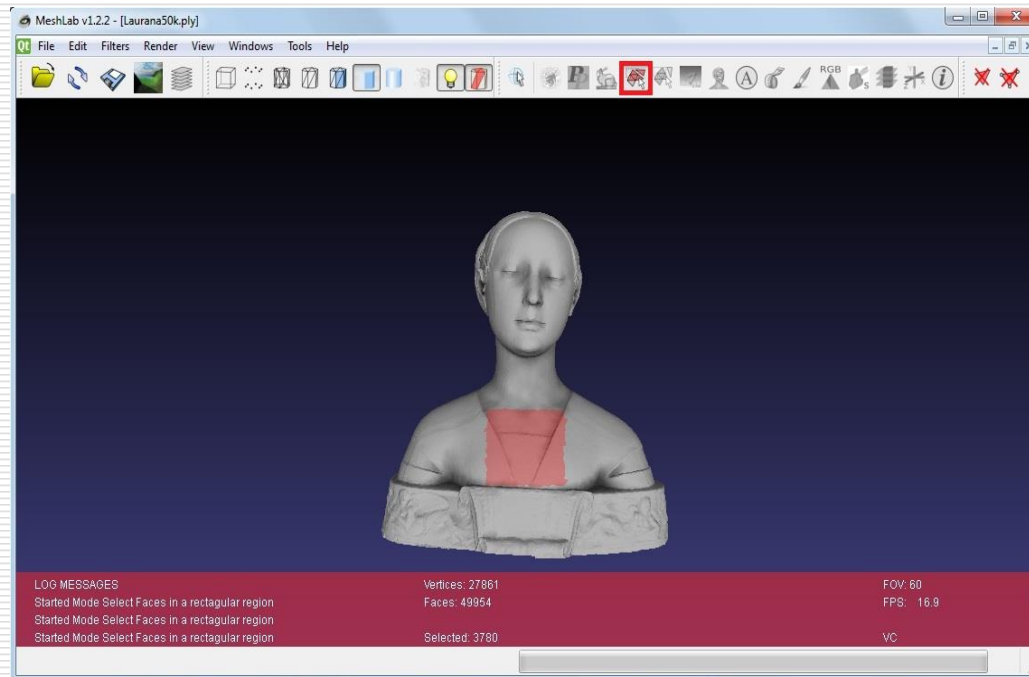 MeshLab v1.2.2 - [Laurana50k.ply]
Qt File Edit Filters Render View Windows Tools Help
A RGB s i
LOG MESSAGES Vertices: 27861 FOV: 60
Started Mode Select Faces in a rectagular region Faces: 49954 FPS: 16.9
Started Mode Select Faces in a rectagular region
Started Mode Select Faces in a rectagular region Selected: 3780 VC